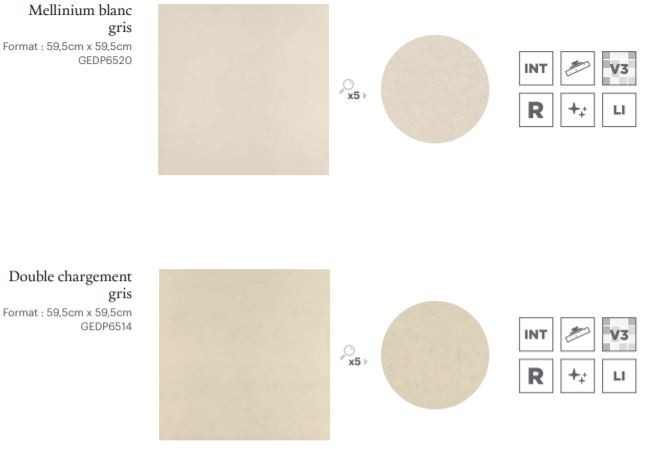 Mellinium blanc
gris
Format : 59,5cm x 59,5cm
GEDP6520
x5
INT
V3
R
LI
Double chargement
gris
Format : 59,5cm x 59,5cm
GEDP6514
x5
INT
V3
R
LI